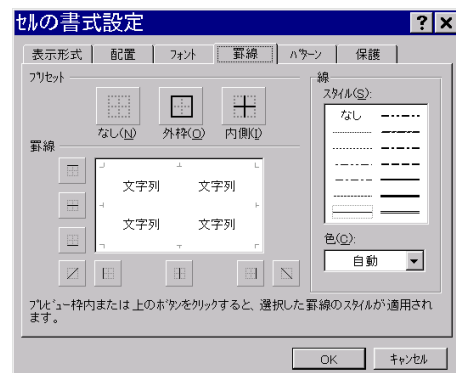 セルの書式設定
表示形式 配置 フォント 罫線 パターン 保護
プリセット
なし(N) 外枠(O) 内側(I)
罫線
文字列 文字列
文字列 文字列
線
スタイル(S):
なし
色(C):
自動
プレビュー枠内または 上のボタンをクリックすると、選択した罫線のスタイルが適用され
ます。
OK キャンセル